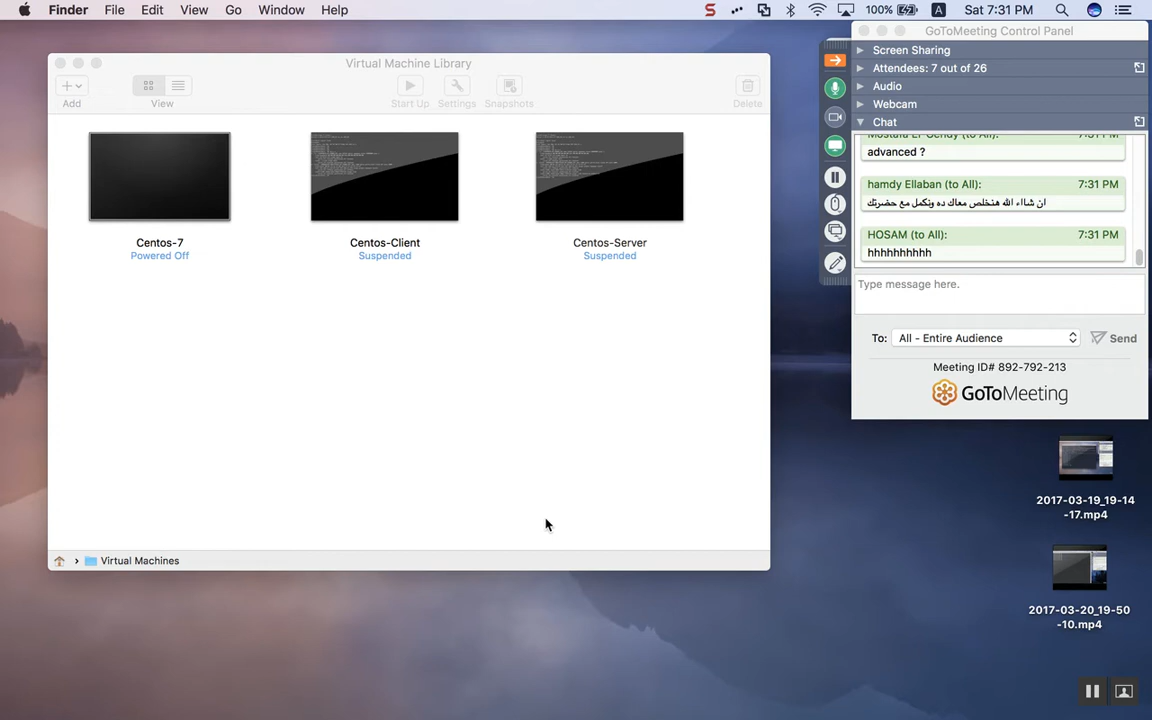 Finder File Edit View Go Window Help
100% A Sat 7:31 PM
Virtual Machine Library
Add
View
Start Up
Settings
Snapshots
Delete
Centos-7
Powered Off
Centos-Client
Suspended
Centos-Server
Suspended
Virtual Machines
GoToMeeting Control Panel
Screen Sharing
Attendees: 7 out of 26
Audio
Webcam
Chat
advanced ?
hamdy Ellaban (to All): 7:31 PM
ان شااء الله هنخلص معاك ده ونكمل مع حضرتك
HOSAM (to All): 7:31 PM
hhhhhhhhhh
Type message here.
To: All - Entire Audience Send
Meeting ID# 892-792-213
GoToMeeting
2017-03-19_19-14
-17.mp4
2017-03-20_19-50
-10.mp4